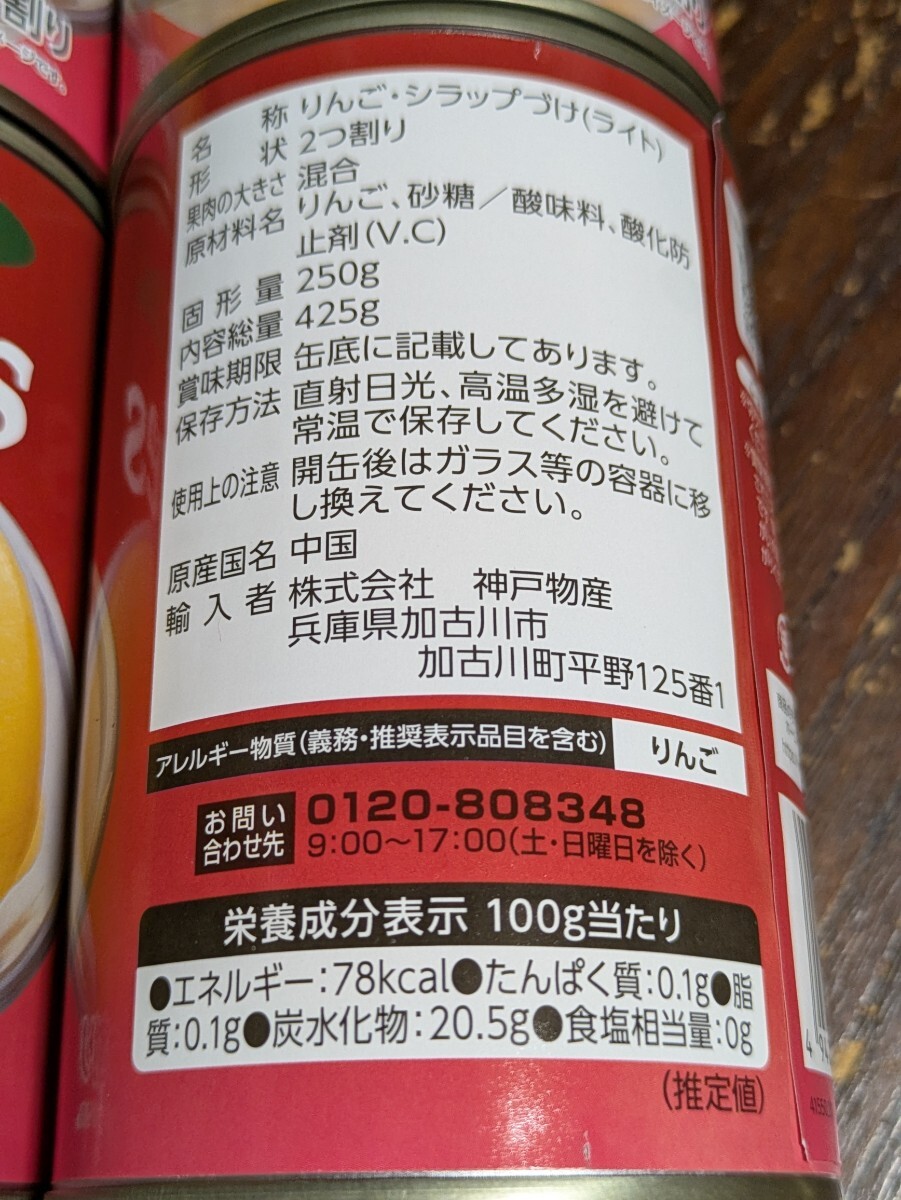 割り
ージです。
名称 りんご・シラップづけ(ライト)
形状 2つ割り
果肉の大きさ 混合
原材料名 りんご、砂糖／酸味料、酸化防
止剤(V.C)
固形量 250g
内容総量 425g
賞味期限 缶底に記載してあります。
保存方法 直射日光、高温多湿を避けて
常温で保存してください。
使用上の注意 開缶後はガラス等の容器に移
し換えてください。
原産国名 中国
輸入者 株式会社 神戸物産
兵庫県加古川市
加古川町平野125番1
アレルギー物質(義務・推奨表示品目を含む) りんご
お問い
合わせ先
0120-808348
9:00～17:00(土・日曜日を除く)
栄養成分表示 100g当たり
●エネルギー:78kcal●たんぱく質:0.1g●脂
質:0.1g●炭水化物:20.5g●食塩相当量:0g
(推定値)
S